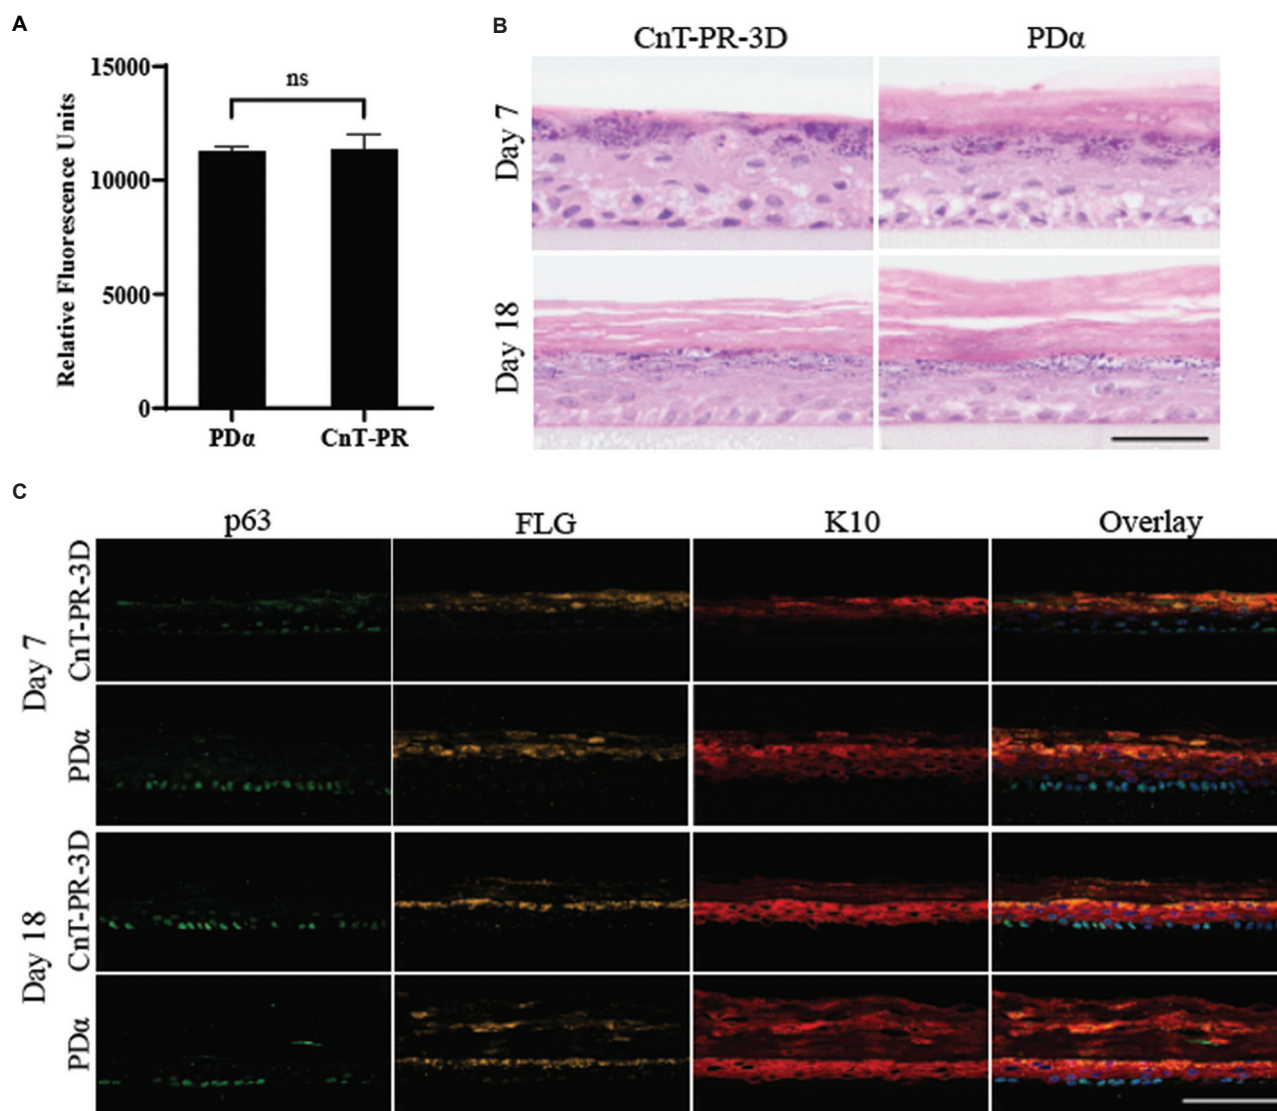 A
15000
10000
5000
0
Relative Fluorescence Units
ns
PDα
CnT-PR
B
CnT-PR-3D
PDα
Day 7
Day 18
C
p63
FLG
K10
Overlay
Day 7
CnT-PR-3D
PDα
Day 18
CnT-PR-3D
PDα